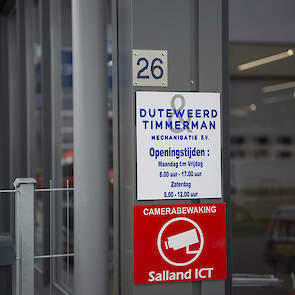 26
&
DUTEWEERD
TIMMERMAN
MECHANISATIE B.V.
Openingstijden :
Maandag t/m Vrijdag
8.00 uur - 17.00 uur
Zaterdag
9.00 - 12.00 uur
CAMERABEWAKING
Salland ICT